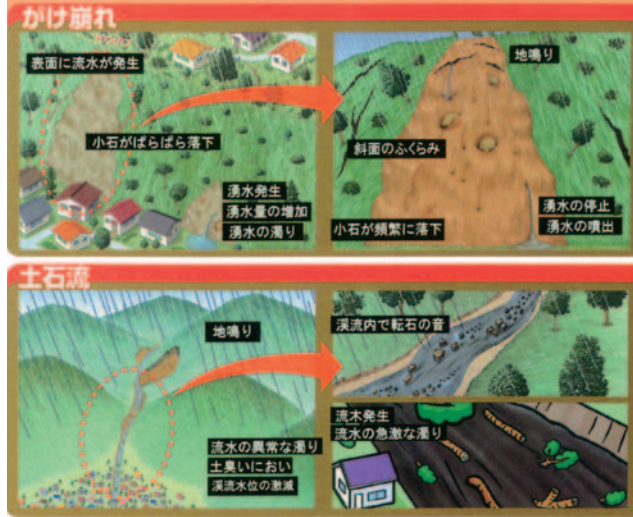 がけ崩れ
表面に流水が発生
小石がぱらぱら落下
湧水発生
湧水量の増加
湧水の濁り
地鳴り
斜面のふくらみ
小石が頻繁に落下
湧水の停止
湧水の噴出
土石流
地鳴り
流水の異常な濁り
土臭いにおい
渓流水位の激減
渓流内で転石の音
流木発生
流水の急激な濁り